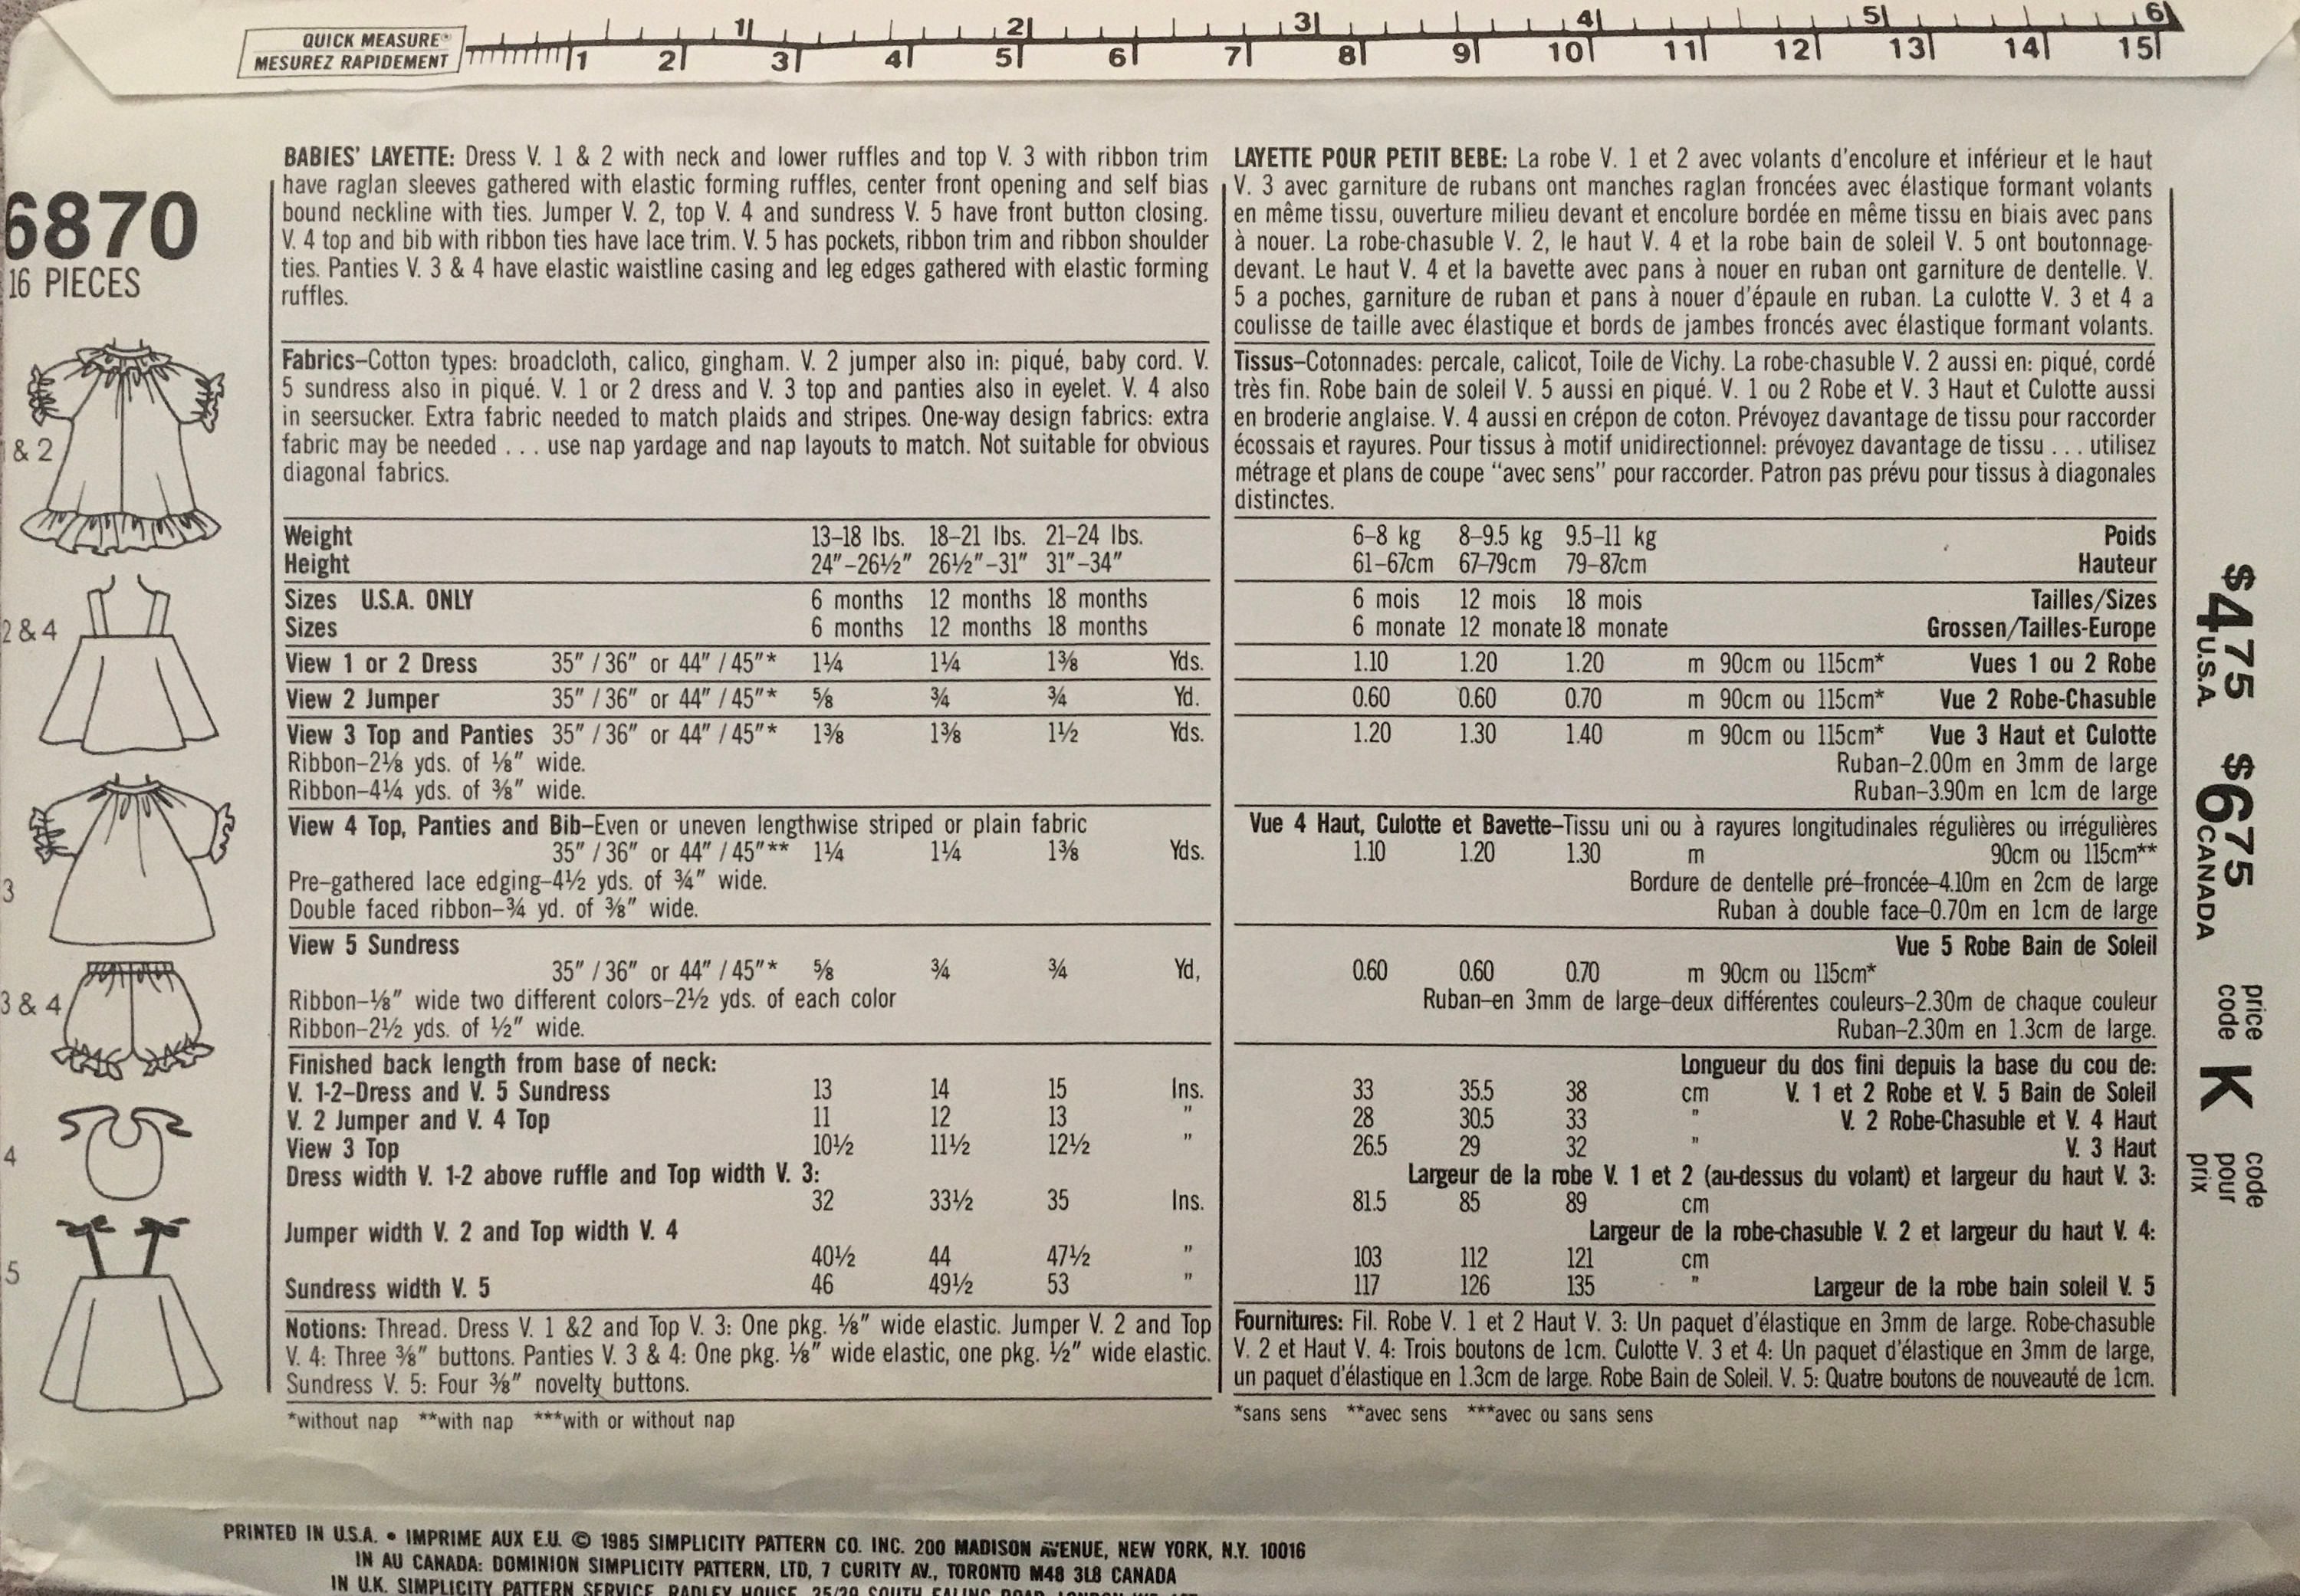 QUICK MEASURE®
MESUREZ RAPIDEMENT
1 2 3 4 5 6
1 2 3 4 5 6 7 8 9 10 11 12 13 14 15
6870
16 PIECES
& 2
2 & 4
3
3 & 4
4
5
BABIES' LAYETTE: Dress V. 1 & 2 with neck and lower ruffles and top V. 3 with ribbon trim
have raglan sleeves gathered with elastic forming ruffles, center front opening and self bias
bound neckline with ties. Jumper V. 2, top V. 4 and sundress V. 5 have front button closing.
V. 4 top and bib with ribbon ties have lace trim. V. 5 has pockets, ribbon trim and ribbon shoulder
ties. Panties V. 3 & 4 have elastic waistline casing and leg edges gathered with elastic forming
ruffles.
Fabrics–Cotton types: broadcloth, calico, gingham. V. 2 jumper also in: piqué, baby cord. V.
5 sundress also in piqué. V. 1 or 2 dress and V. 3 top and panties also in eyelet. V. 4 also
in seersucker. Extra fabric needed to match plaids and stripes. One-way design fabrics: extra
fabric may be needed . . . use nap yardage and nap layouts to match. Not suitable for obvious
diagonal fabrics.
Weight 13–18 lbs. 18–21 lbs. 21–24 lbs.
Height 24"–26½" 26½"–31" 31"–34"
Sizes U.S.A. ONLY 6 months 12 months 18 months
Sizes 6 months 12 months 18 months
View 1 or 2 Dress 35" / 36" or 44" / 45"* 1¼ 1¼ 1⅜ Yds.
View 2 Jumper 35" / 36" or 44" / 45"* ⅝ ¾ ¾ Yd.
View 3 Top and Panties 35" / 36" or 44" / 45"* 1⅜ 1⅜ 1½ Yds.
Ribbon–2⅛ yds. of ⅛" wide.
Ribbon–4¼ yds. of ⅜" wide.
View 4 Top, Panties and Bib–Even or uneven lengthwise striped or plain fabric
35" / 36" or 44" / 45"** 1¼ 1¼ 1⅜ Yds.
Pre-gathered lace edging–4½ yds. of ¾" wide.
Double faced ribbon–¾ yd. of ⅜" wide.
View 5 Sundress
35" / 36" or 44" / 45"* ⅝ ¾ ¾ Yd,
Ribbon–⅛" wide two different colors–2½ yds. of each color
Ribbon–2½ yds. of ½" wide.
Finished back length from base of neck:
V. 1-2–Dress and V. 5 Sundress 13 14 15 Ins.
V. 2 Jumper and V. 4 Top 11 12 13 "
View 3 Top 10½ 11½ 12½ "
Dress width V. 1-2 above ruffle and Top width V. 3:
32 33½ 35 Ins.
Jumper width V. 2 and Top width V. 4
40½ 44 47½ "
Sundress width V. 5 46 49½ 53 "
Notions: Thread. Dress V. 1 &2 and Top V. 3: One pkg. ⅛" wide elastic. Jumper V. 2 and Top
V. 4: Three ⅜" buttons. Panties V. 3 & 4: One pkg. ⅛" wide elastic, one pkg. ½" wide elastic.
Sundress V. 5: Four ⅜" novelty buttons.
*without nap **with nap ***with or without nap
LAYETTE POUR PETIT BEBE: La robe V. 1 et 2 avec volants d'encolure et inférieur et le haut
V. 3 avec garniture de rubans ont manches raglan froncées avec élastique formant volants
en même tissu, ouverture milieu devant et encolure bordée en même tissu en biais avec pans
à nouer. La robe-chasuble V. 2, le haut V. 4 et la robe bain de soleil V. 5 ont boutonnage-
devant. Le haut V. 4 et la bavette avec pans à nouer en ruban ont garniture de dentelle. V.
5 a poches, garniture de ruban et pans à nouer d'épaule en ruban. La culotte V. 3 et 4 a
coulisse de taille avec élastique et bords de jambes froncés avec élastique formant volants.
Tissus–Cotonnades: percale, calicot, Toile de Vichy. La robe-chasuble V. 2 aussi en: piqué, cordé
très fin. Robe bain de soleil V. 5 aussi en piqué. V. 1 ou 2 Robe et V. 3 Haut et Culotte aussi
en broderie anglaise. V. 4 aussi en crépon de coton. Prévoyez davantage de tissu pour raccorder
écossais et rayures. Pour tissus à motif unidirectionnel: prévoyez davantage de tissu . . . utilisez
métrage et plans de coupe “avec sens” pour raccorder. Patron pas prévu pour tissus à diagonales
distinctes.
6–8 kg 8–9.5 kg 9.5–11 kg Poids
61–67cm 67–79cm 79–87cm Hauteur
6 mois 12 mois 18 mois Tailles/Sizes
6 monate 12 monate 18 monate Grossen/Tailles-Europe
1.10 1.20 1.20 m 90cm ou 115cm* Vues 1 ou 2 Robe
0.60 0.60 0.70 m 90cm ou 115cm* Vue 2 Robe-Chasuble
1.20 1.30 1.40 m 90cm ou 115cm* Vue 3 Haut et Culotte
Ruban–2.00m en 3mm de large
Ruban–3.90m en 1cm de large
Vue 4 Haut, Culotte et Bavette–Tissu uni ou à rayures longitudinales régulières ou irrégulières
1.10 1.20 1.30 m 90cm ou 115cm**
Bordure de dentelle pré–froncée–4.10m en 2cm de large
Ruban à double face–0.70m en 1cm de large
Vue 5 Robe Bain de Soleil
0.60 0.60 0.70 m 90cm ou 115cm*
Ruban–en 3mm de large–deux différentes couleurs–2.30m de chaque couleur
Ruban–2.30m en 1.3cm de large.
Longueur du dos fini depuis la base du cou de:
33 35.5 38 cm V. 1 et 2 Robe et V. 5 Bain de Soleil
28 30.5 33 " V. 2 Robe-Chasuble et V. 4 Haut
26.5 29 32 " V. 3 Haut
Largeur de la robe V. 1 et 2 (au-dessus du volant) et largeur du haut V. 3:
81.5 85 89 cm
Largeur de la robe-chasuble V. 2 et largeur du haut V. 4:
103 112 121 cm
117 126 135 " Largeur de la robe bain soleil V. 5
Fournitures: Fil. Robe V. 1 et 2 Haut V. 3: Un paquet d'élastique en 3mm de large. Robe-chasuble
V. 2 et Haut V. 4: Trois boutons de 1cm. Culotte V. 3 et 4: Un paquet d'élastique en 3mm de large,
un paquet d'élastique en 1.3cm de large. Robe Bain de Soleil. V. 5: Quatre boutons de nouveauté de 1cm.
*sans sens **avec sens ***avec ou sans sens
$475 U.S.A
$675 CANADA
price code K code pour prix
PRINTED IN U.S.A. • IMPRIME AUX E.U. © 1985 SIMPLICITY PATTERN CO. INC. 200 MADISON AVENUE, NEW YORK, N.Y. 10016
IN AU CANADA: DOMINION SIMPLICITY PATTERN, LTD, 7 CURITY AV., TORONTO M4B 3L8 CANADA
IN U.K. SIMPLICITY PATTERN SERVICE, RADLEY HOUSE, 25/39 SOUTH EALING ROAD,